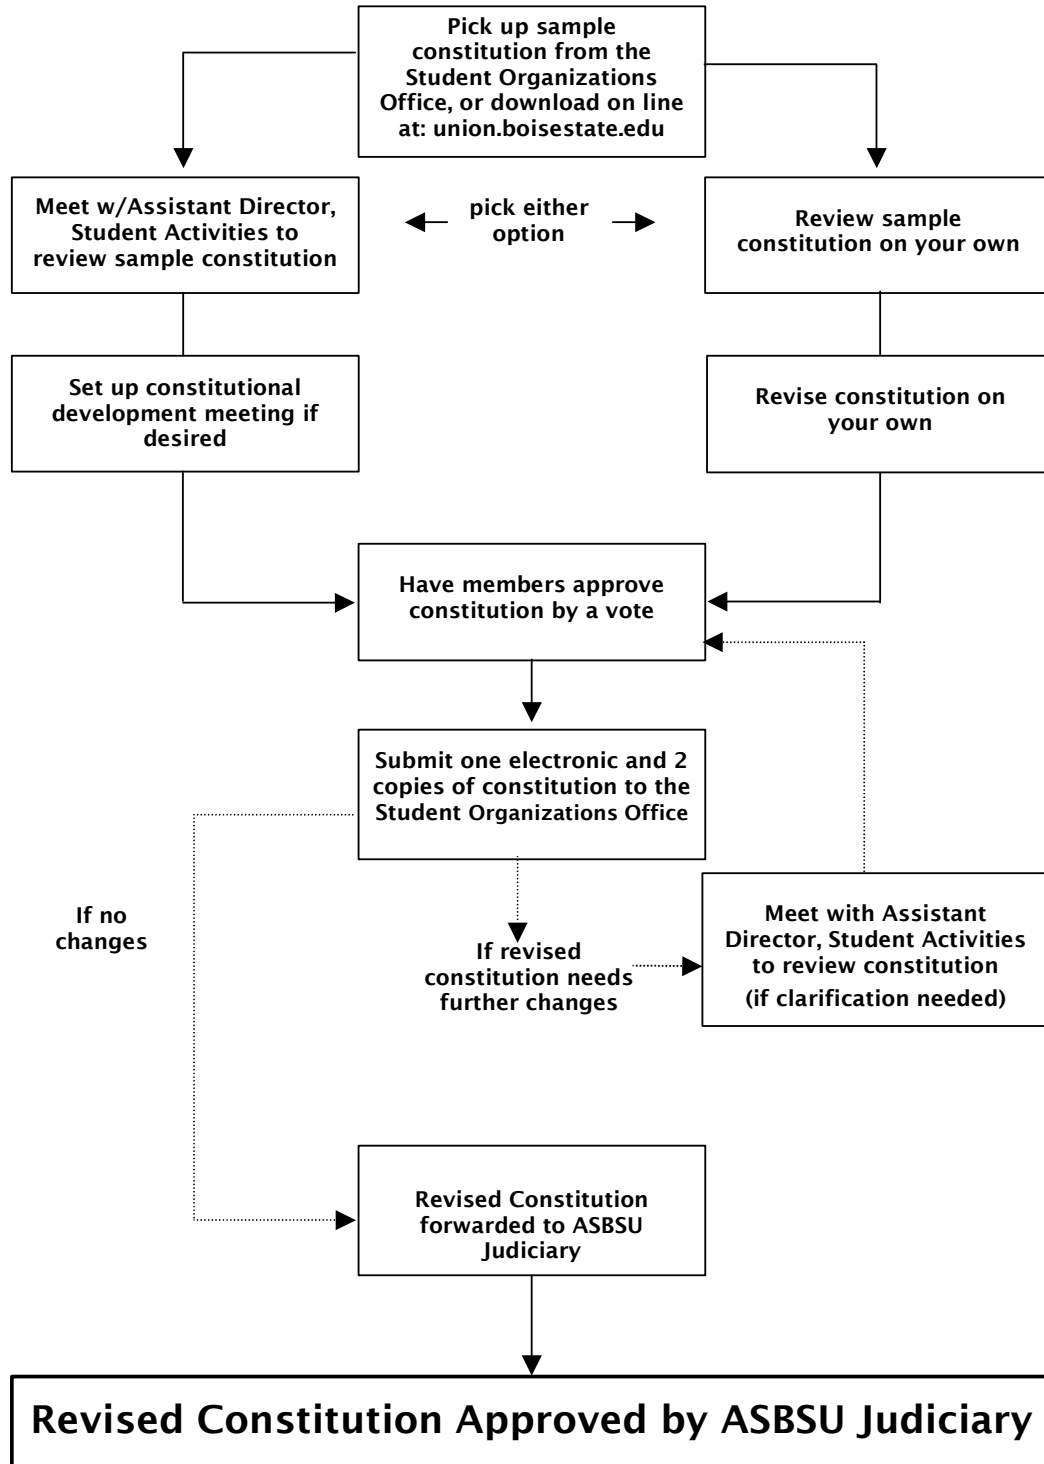 Pick up sample
constitution from the
Student Organizations
Office, or download on line
at: union.boisestate.edu
Meet w/Assistant Director,
Student Activities to
review sample constitution
pick either
option
Review sample
constitution on your own
Set up constitutional
development meeting if
desired
Revise constitution on
your own
Have members approve
constitution by a vote
Submit one electronic and 2
copies of constitution to the
Student Organizations Office
If no
changes
If revised
constitution needs
further changes
Meet with Assistant
Director, Student Activities
to review constitution
(if clarification needed)
Revised Constitution
forwarded to ASBSU
Judiciary
Revised Constitution Approved by ASBSU Judiciary